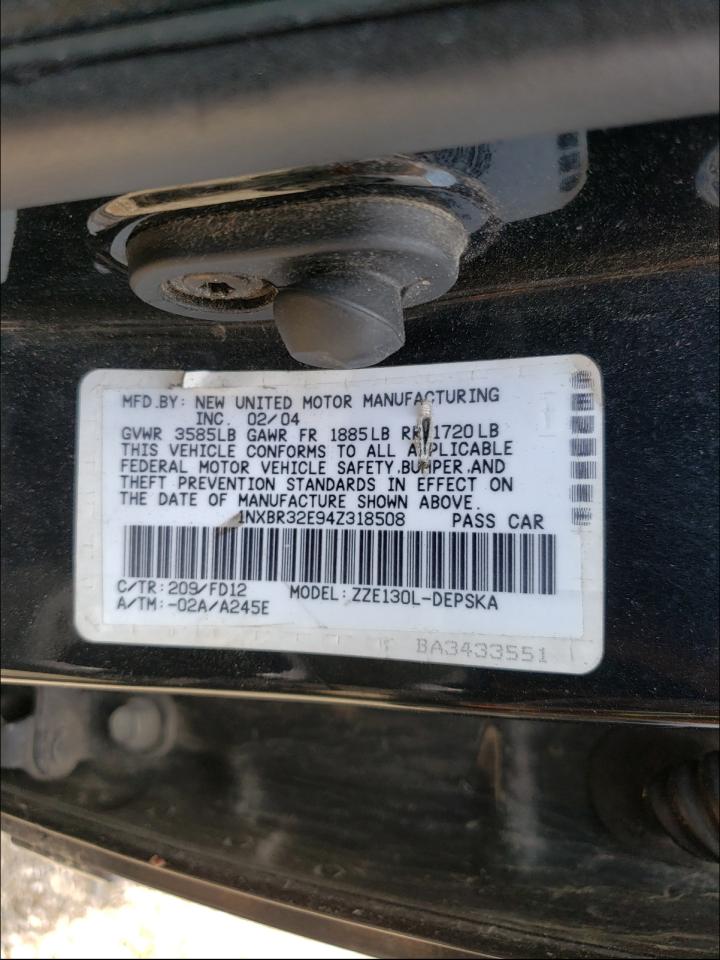 MFD.BY: NEW UNITED MOTOR MANUFACTURING
INC. 02/04
GVWR 3585LB GAWR FR 1885LB RR 1720LB
THIS VEHICLE CONFORMS TO ALL APPLICABLE
FEDERAL MOTOR VEHICLE SAFETY,BUMPER,AND
THEFT PREVENTION STANDARDS IN EFFECT ON
THE DATE OF MANUFACTURE SHOWN ABOVE.
1NXBR32E94Z318508 PASS CAR
C/TR:209/FD12 MODEL:ZZE130L-DEPSKA
A/TM:-02A/A245E
BA3433551